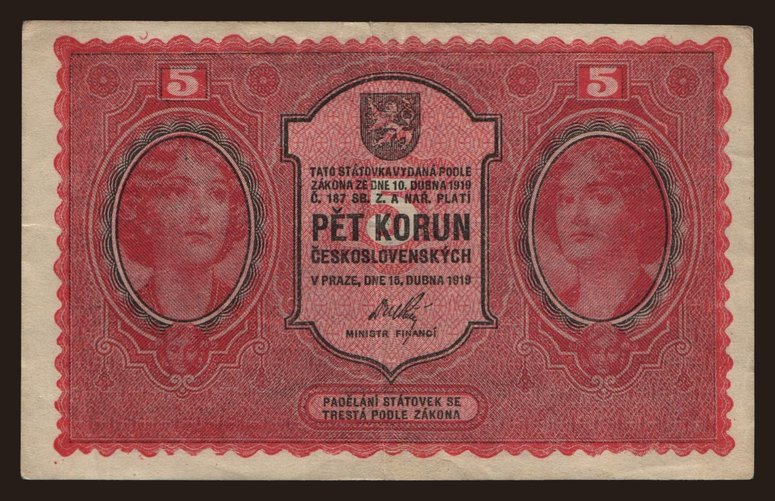 5 5
TATO STÁTOVKA VYDANÁ PODLE
ZÁKONA ZE DNE 10. DUBNA 1919
Č. 187 SB. Z. A NAŘ. PLATÍ
5
PĚT KORUN
ČESKOSLOVENSKÝCH
V PRAZE, DNE 15. DUBNA 1919
MINISTR FINANCÍ
PADĚLÁNÍ STÁTOVEK SE
TRESTÁ PODLE ZÁKONA